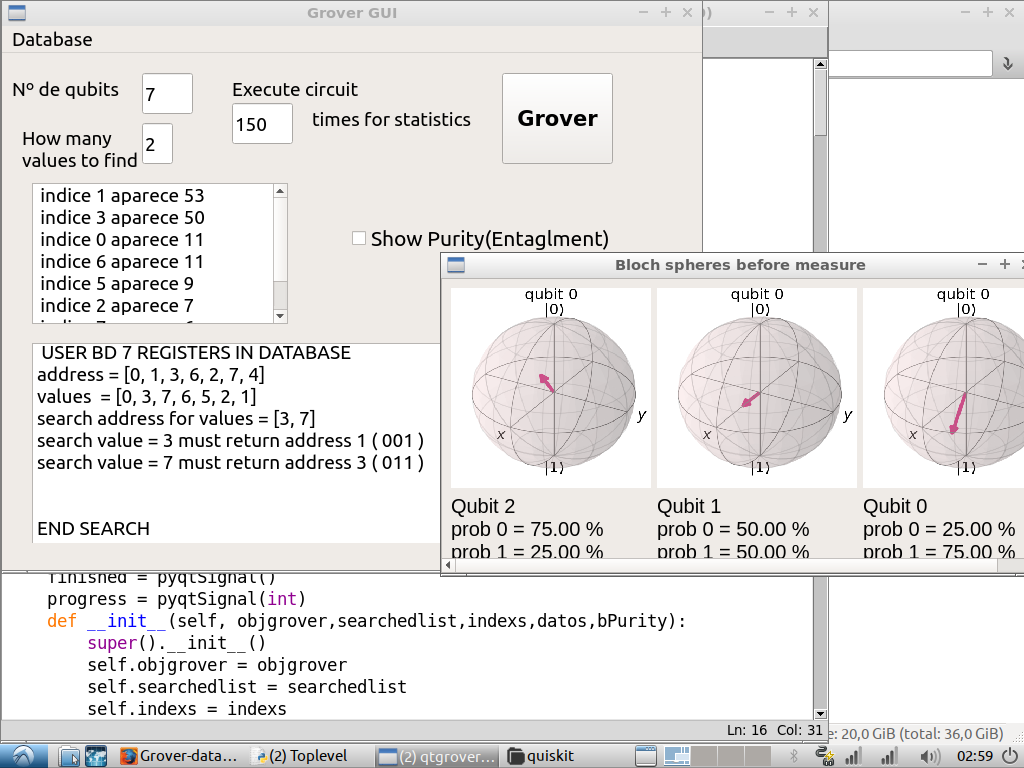 Grover GUI
0)
Database
Nº de qubits 7
Execute circuit
150 times for statistics
Grover
How many
values to find 2
indice 1 aparece 53
indice 3 aparece 50
indice 0 aparece 11
indice 6 aparece 11
indice 5 aparece 9
indice 2 aparece 7
Show Purity(Entaglment)
USER BD 7 REGISTERS IN DATABASE
address = [0, 1, 3, 6, 2, 7, 4]
values = [0, 3, 7, 6, 5, 2, 1]
search address for values = [3, 7]
search value = 3 must return address 1 ( 001 )
search value = 7 must return address 3 ( 011 )
END SEARCH
Bloch spheres before measure
qubit 0 qubit 0 qubit 0
|0⟩ |0⟩ |0⟩
x y x y x
|1⟩ |1⟩ |1⟩
Qubit 2 Qubit 1 Qubit 0
prob 0 = 75.00 % prob 0 = 50.00 % prob 0 = 25.00 %
prob 1 = 25.00 % prob 1 = 50.00 % prob 1 = 75.00 %
finished = pyqtSignal()
progress = pyqtSignal(int)
def __init__(self, objgrover,searchedlist,indexs,datos,bPurity):
super().__init__()
self.objgrover = objgrover
self.searchedlist = searchedlist
self.indexs = indexs
Ln: 16 Col: 31
e: 20,0 GiB (total: 36,0 GiB)
Grover-data... (2) Toplevel (2) qtgrover... quiskit 02:59